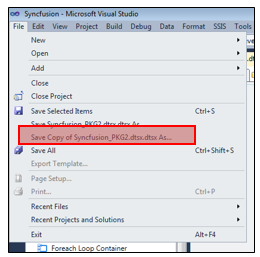 Syncfusion - Microsoft Visual Studio
File Edit View Project Build Debug Data Format SSIS Tools
New
Open
Add
Close
Close Project
Save Selected Items Ctrl+S
Save Syncfusion_PKG2.dtsx.dtsx As...
Save Copy of Syncfusion_PKG2.dtsx.dtsx As...
Save All Ctrl+Shift+S
Export Template...
Page Setup...
Print... Ctrl+P
Recent Files
Recent Projects and Solutions
Exit Alt+F4
Foreach Loop Container